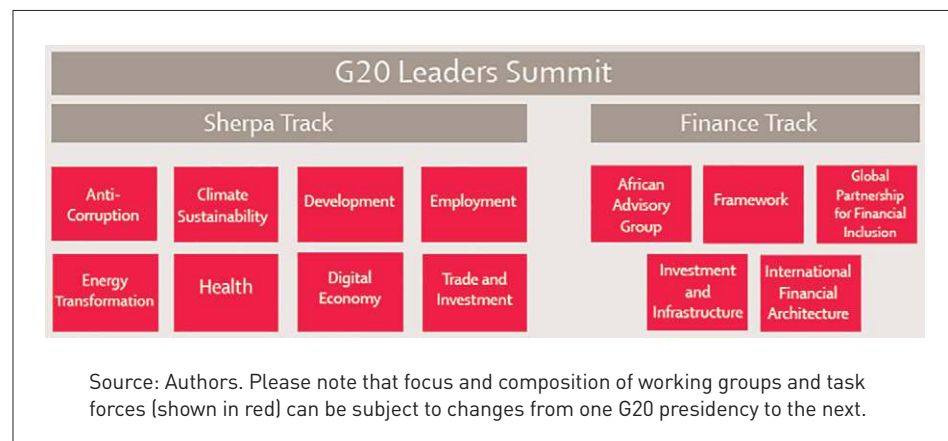 G20 Leaders Summit
Sherpa Track
Finance Track
Anti-
Corruption
Climate
Sustainability
Development
Employment
African
Advisory
Group
Framework
Global
Partnership
for Financial
Inclusion
Energy
Transformation
Health
Digital
Economy
Trade and
Investment
Investment
and
Infrastructure
International
Financial
Architecture
Source: Authors. Please note that focus and composition of working groups and task
forces (shown in red) can be subject to changes from one G20 presidency to the next.